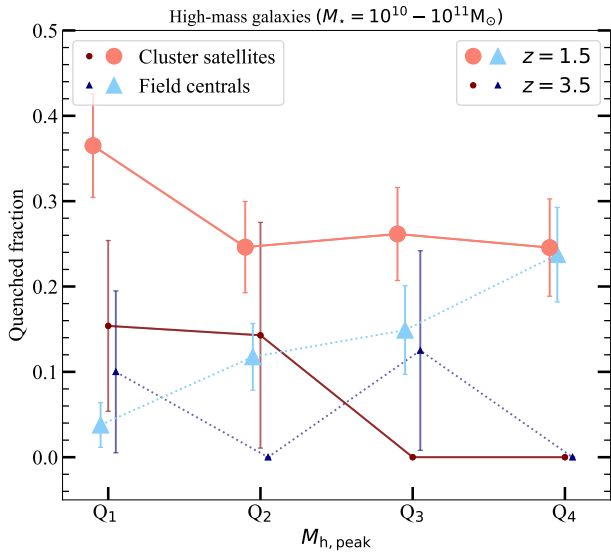 High-mass galaxies (M⋆ = 10¹⁰ − 10¹¹M⊙)
0.5
Cluster satellites
Field centrals
z = 1.5
z = 3.5
0.4
0.3
0.2
0.1
0.0
Quenched fraction
Q₁ Q₂ Q₃ Q₄
Mₕ,ₚₑₐₖ